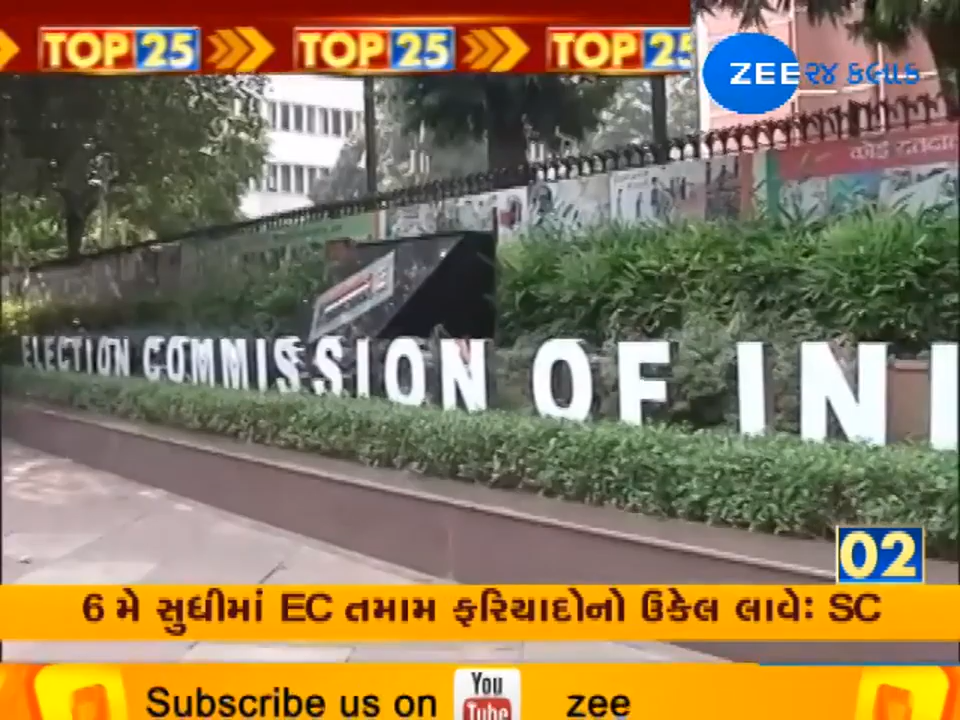 TOP 25 TOP 25 TOP 25
ZEE ૨૪ કલાક
ELECTION COMMISSION OF INDI
02
6 મે સુધીમાં EC તમામ ફરિયાદોનો ઉકેલ લાવેઃ SC
Subscribe us on You Tube zee